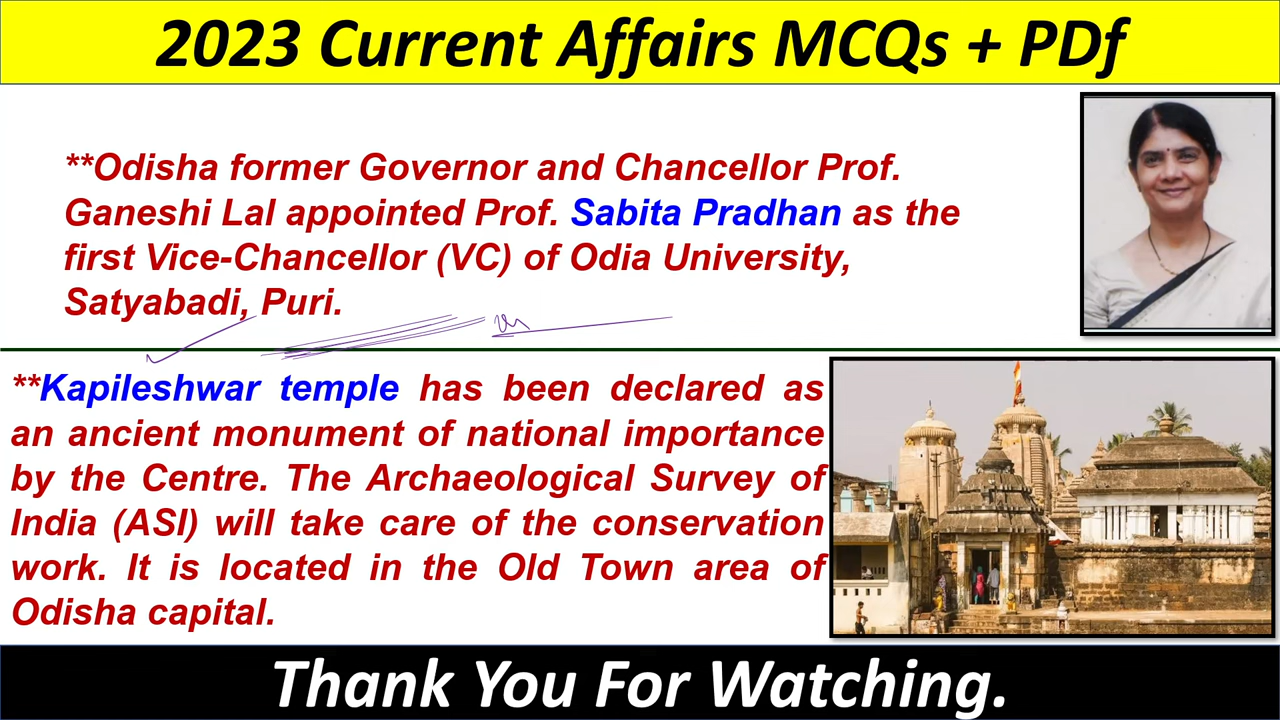 2023 Current Affairs MCQs + PDf
**Odisha former Governor and Chancellor Prof.
Ganeshi Lal appointed Prof. Sabita Pradhan as the
first Vice-Chancellor (VC) of Odia University,
Satyabadi, Puri.
**Kapileshwar temple has been declared as
an ancient monument of national importance
by the Centre. The Archaeological Survey of
India (ASI) will take care of the conservation
work. It is located in the Old Town area of
Odisha capital.
Thank You For Watching.